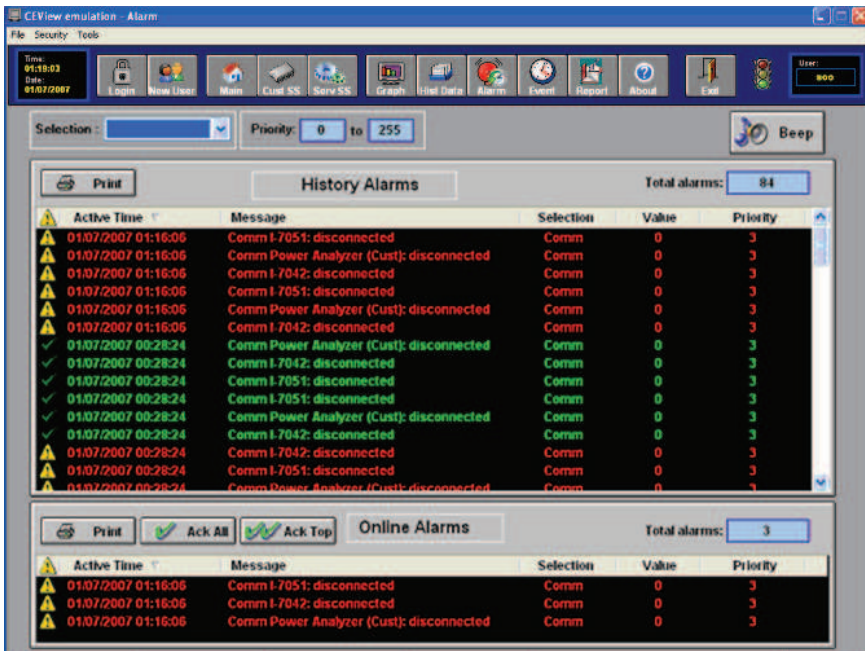 CEView emulation - Alarm
File Security Tools
Time:
01:19:03
Date:
01/07/2007
Login New User Main Cust SS Serv SS Graph Hist Data Alarm Event Report About Exit
User:
Selection :
Priority: 0 to 255
Beep
Print History Alarms Total alarms: 84
Active Time Message Selection Value Priority
01/07/2007 01:16:06 Comm I-7051: disconnected Comm 0 3
01/07/2007 01:16:06 Comm Power Analyzer (Cust): disconnected Comm 0 3
01/07/2007 01:16:06 Comm I-7042: disconnected Comm 0 3
01/07/2007 01:16:06 Comm I-7051: disconnected Comm 0 3
01/07/2007 01:16:06 Comm Power Analyzer (Cust): disconnected Comm 0 3
01/07/2007 01:16:06 Comm I-7042: disconnected Comm 0 3
01/07/2007 00:28:24 Comm Power Analyzer (Cust): disconnected Comm 0 3
01/07/2007 00:28:24 Comm I-7042: disconnected Comm 0 3
01/07/2007 00:28:24 Comm I-7051: disconnected Comm 0 3
01/07/2007 00:28:24 Comm I-7051: disconnected Comm 0 3
01/07/2007 00:28:24 Comm Power Analyzer (Cust): disconnected Comm 0 3
01/07/2007 00:28:24 Comm I-7042: disconnected Comm 0 3
01/07/2007 00:28:24 Comm I-7042: disconnected Comm 0 3
01/07/2007 00:28:24 Comm I-7051: disconnected Comm 0 3
01/07/2007 00:28:24 Comm Power Analyzer (Cust): disconnected Comm 0 3
Print Ack All Ack Top Online Alarms Total alarms: 3
Active Time Message Selection Value Priority
01/07/2007 01:16:06 Comm I-7051: disconnected Comm 0 3
01/07/2007 01:16:06 Comm I-7042: disconnected Comm 0 3
01/07/2007 01:16:06 Comm Power Analyzer (Cust): disconnected Comm 0 3